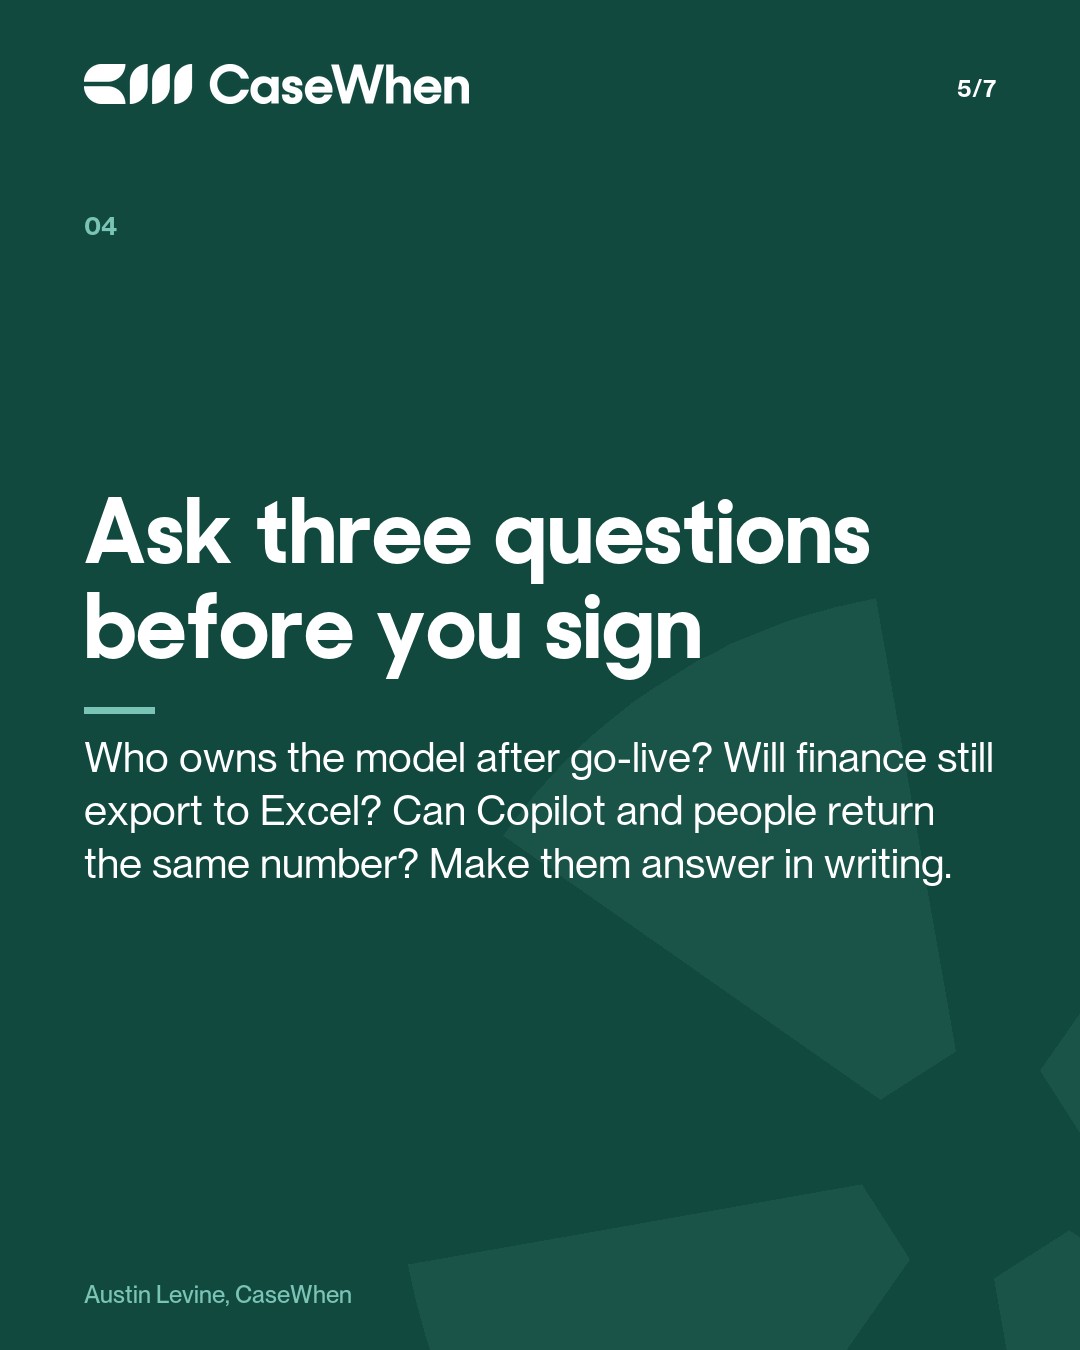 CaseWhen
5/7
04
Ask three questions
before you sign
Who owns the model after go-live? Will finance still
export to Excel? Can Copilot and people return
the same number? Make them answer in writing.
Austin Levine, CaseWhen